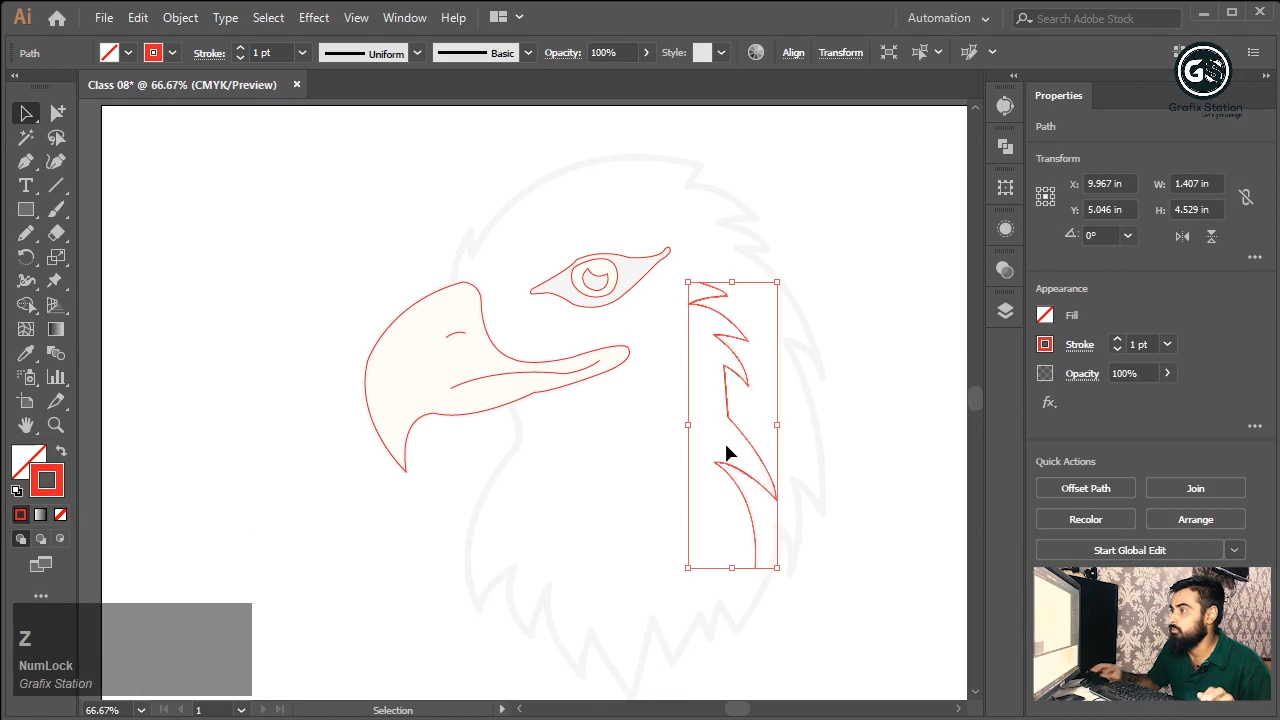 Ai File Edit Object Type Select Effect View Window Help Automation Search Adobe Stock
Path Stroke: 1 pt Uniform Basic Opacity: 100% Style: Align Transform
GS
Grafix Station
Class 08* @ 66.67% (CMYK/Preview)
Properties
Path
Transform
X: 9.967 in W: 1.407 in
Y: 5.046 in H: 4.529 in
0°
Appearance
Fill
Stroke 1 pt
Opacity 100%
fx.
Quick Actions
Offset Path Join
Recolor Arrange
Start Global Edit
Z
NumLock
Grafix Station
66.67% 1 Selection